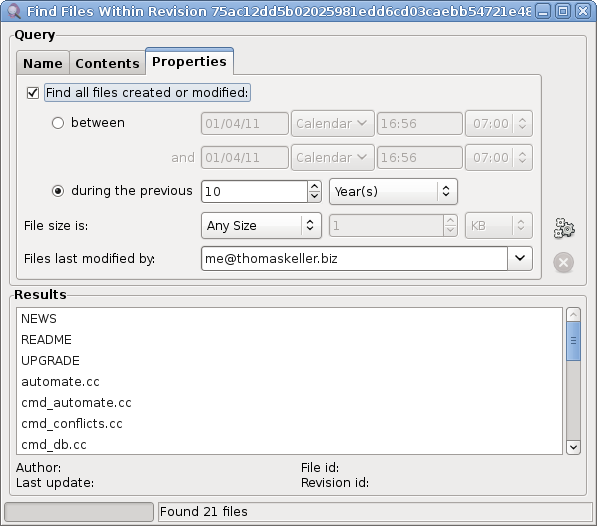 Find Files Within Revision 75ac12dd5b02025981edd6cd03caebb54721e48
Query
Name Contents Properties
Find all files created or modified:
between 01/04/11 Calendar 16:56 07:00
and 01/04/11 Calendar 16:56 07:00
during the previous 10 Year(s)
File size is: Any Size 1 KB
Files last modified by: me@thomaskeller.biz
Results
NEWS
README
UPGRADE
automate.cc
cmd_automate.cc
cmd_conflicts.cc
cmd_db.cc
Author: File id:
Last update: Revision id:
Found 21 files